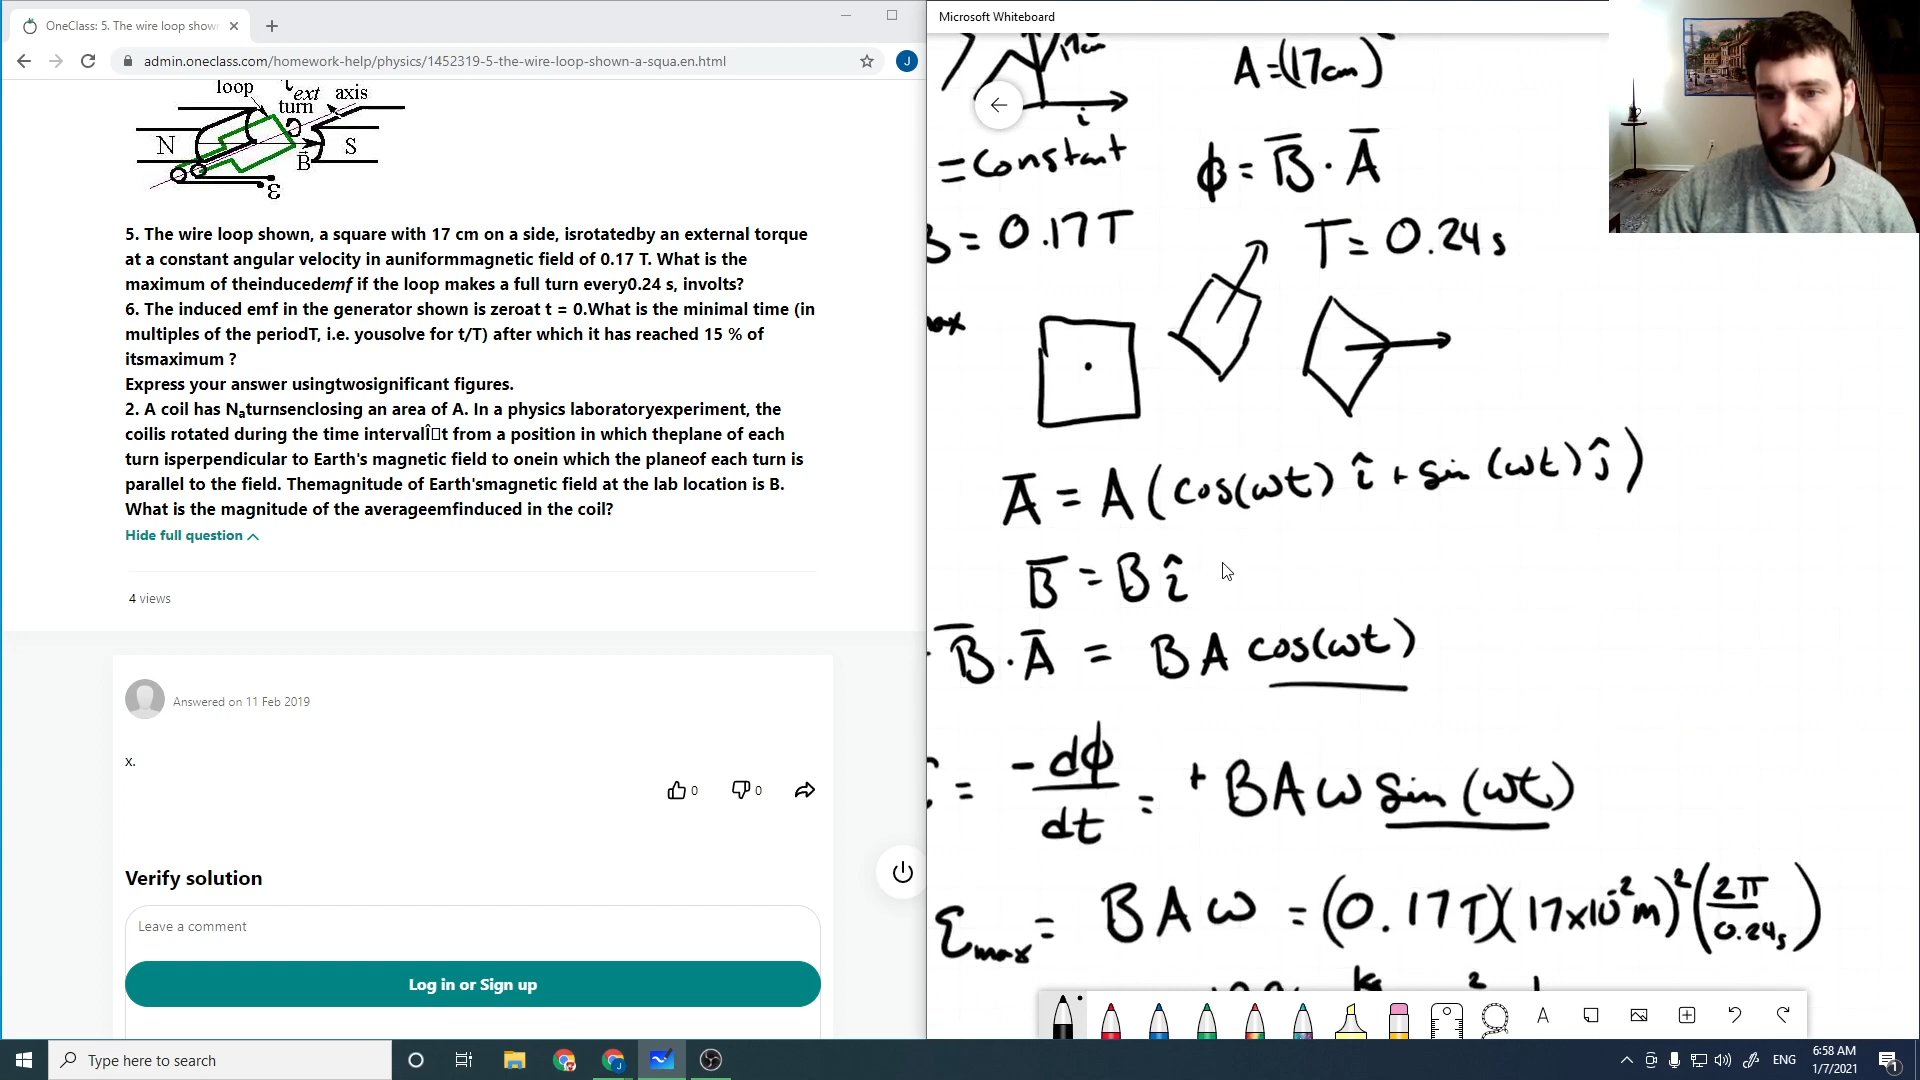 OneClass: 5. The wire loop show
admin.oneclass.com/homework-help/physics/1452319-5-the-wire-loop-shown-a-squa.en.html
J
loop
τext
axis
turn
N
S
B⃗
ε
5. The wire loop shown, a square with 17 cm on a side, isrotatedby an external torque
at a constant angular velocity in auniformmagnetic field of 0.17 T. What is the
maximum of theinducedemf if the loop makes a full turn every0.24 s, involts?
6. The induced emf in the generator shown is zeroat t = 0.What is the minimal time (in
multiples of the periodT, i.e. yousolve for t/T) after which it has reached 15 % of
itsmaximum ?
Express your answer usingtwosignificant figures.
2. A coil has Naturnsenclosing an area of A. In a physics laboratoryexperiment, the
coilis rotated during the time intervalÎ□t from a position in which theplane of each
turn isperpendicular to Earth's magnetic field to onein which the planeof each turn is
parallel to the field. Themagnitude of Earth'smagnetic field at the lab location is B.
What is the magnitude of the averageemfinduced in the coil?
Hide full question
4 views
Answered on 11 Feb 2019
x.
0
0
Verify solution
Leave a comment
Log in or Sign up
Microsoft Whiteboard
17cm
A=(17cm)²
i
= constant
ϕ = B̄ · Ā
B = 0.17T
T = 0.24s
Ā = A (cos(ωt) î + sin (ωt) ĵ)
B̄ = B î
B̄ · Ā = B A cos(ωt)
= -dϕ/dt = + B A ω sin (ωt)
Ɛmax = B A ω = (0.17T)(17x10⁻²m)²(2π/0.24s)
Type here to search
ENG
6:58 AM
1/7/2021
1